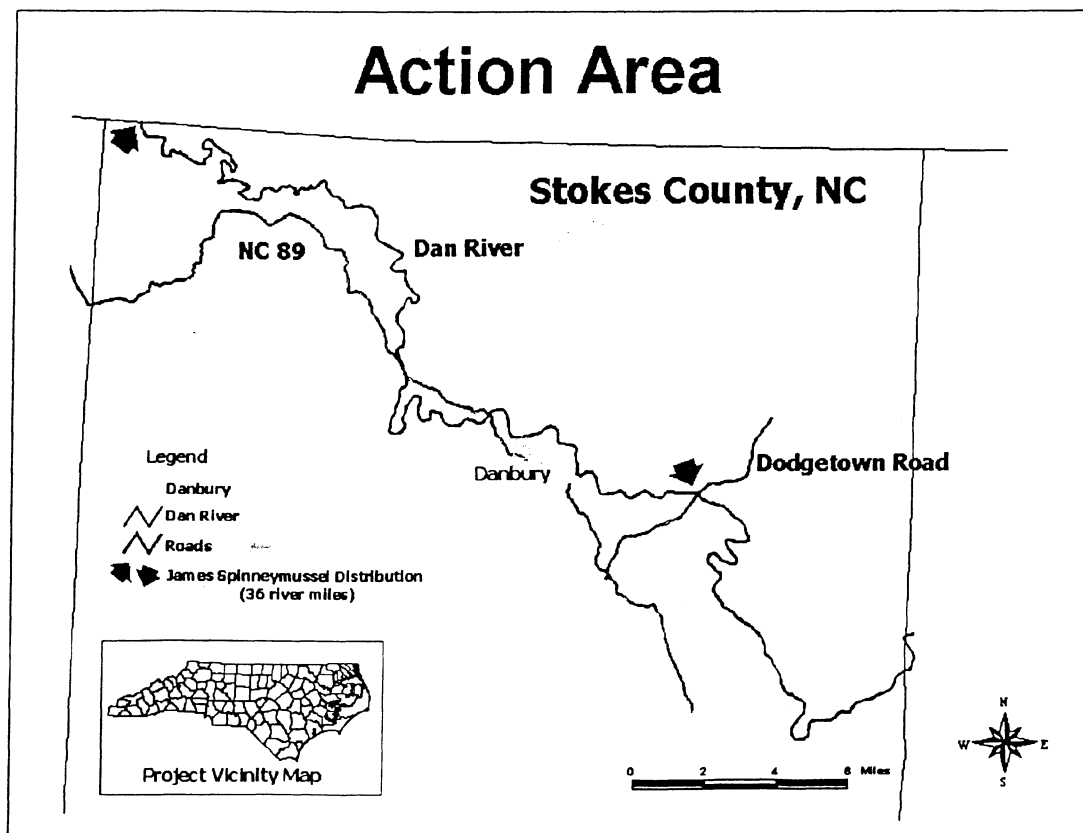 Action Area
Stokes County, NC
NC 89
Dan River
Danbury
Dodgetown Road
Legend
Danbury
Dan River
Roads
James Spinneymussel Distribution
(36 river miles)
Project Vicinity Map
0 2 4 6 Miles
N
W E
S